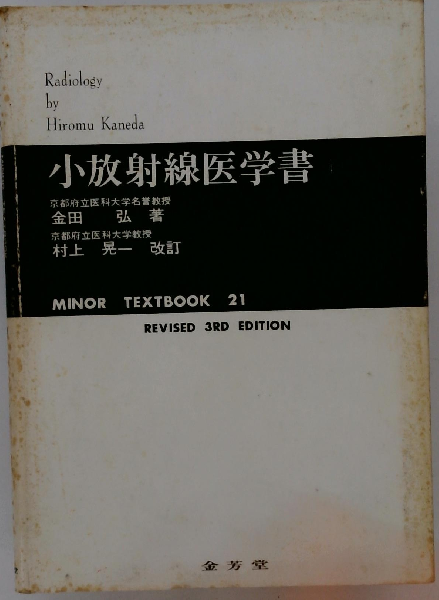 Radiology
by
Hiromu Kaneda
小放射線医学書
京都府立医科大学名誉教授
金田 弘 著
京都府立医科大学教授
村上 晃一 改訂
MINOR TEXTBOOK 21
REVISED 3RD EDITION
金芳堂